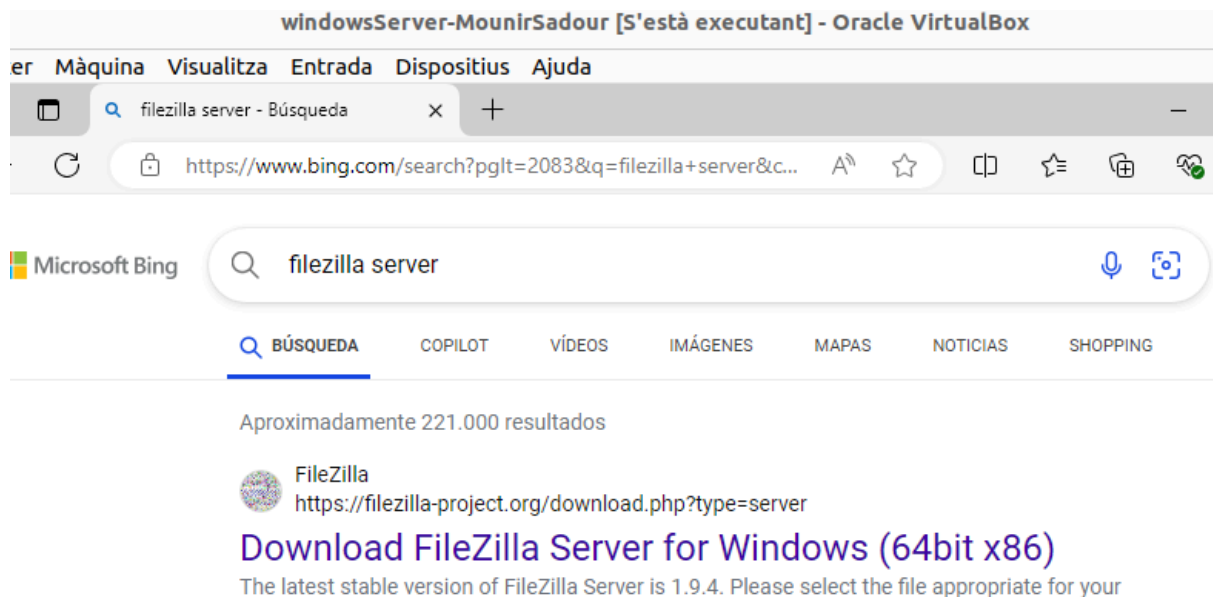 windowsServer-MounirSadour [S'està executant] - Oracle VirtualBox
er Màquina Visualitza Entrada Dispositius Ajuda
filezilla server - Búsqueda
https://www.bing.com/search?pglt=2083&q=filezilla+server&c...
Microsoft Bing
filezilla server
BÚSQUEDA COPILOT VÍDEOS IMÁGENES MAPAS NOTICIAS SHOPPING
Aproximadamente 221.000 resultados
FileZilla
https://filezilla-project.org/download.php?type=server
Download FileZilla Server for Windows (64bit x86)
The latest stable version of FileZilla Server is 1.9.4. Please select the file appropriate for your